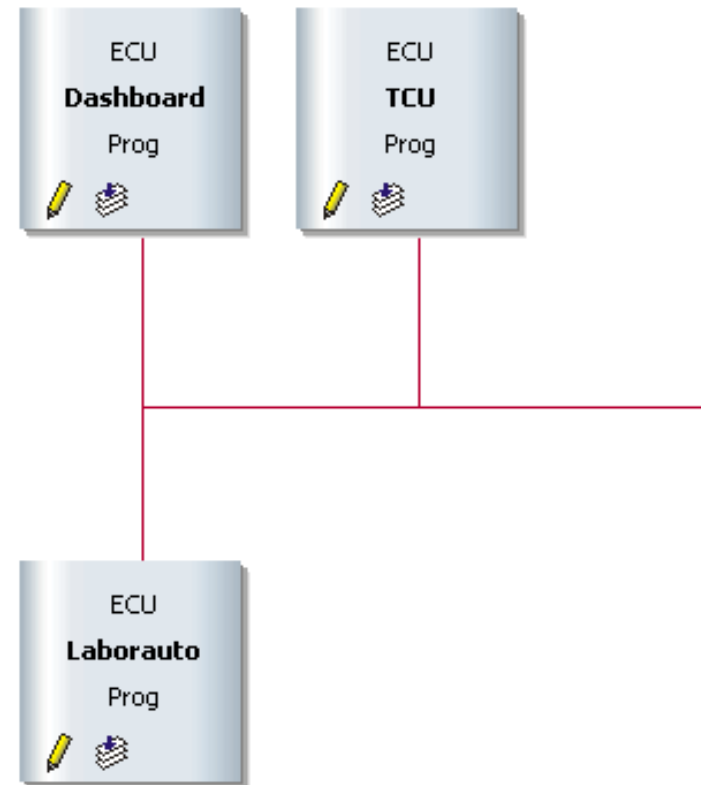 ECU
Dashboard
Prog
ECU
TCU
Prog
ECU
Laborauto
Prog